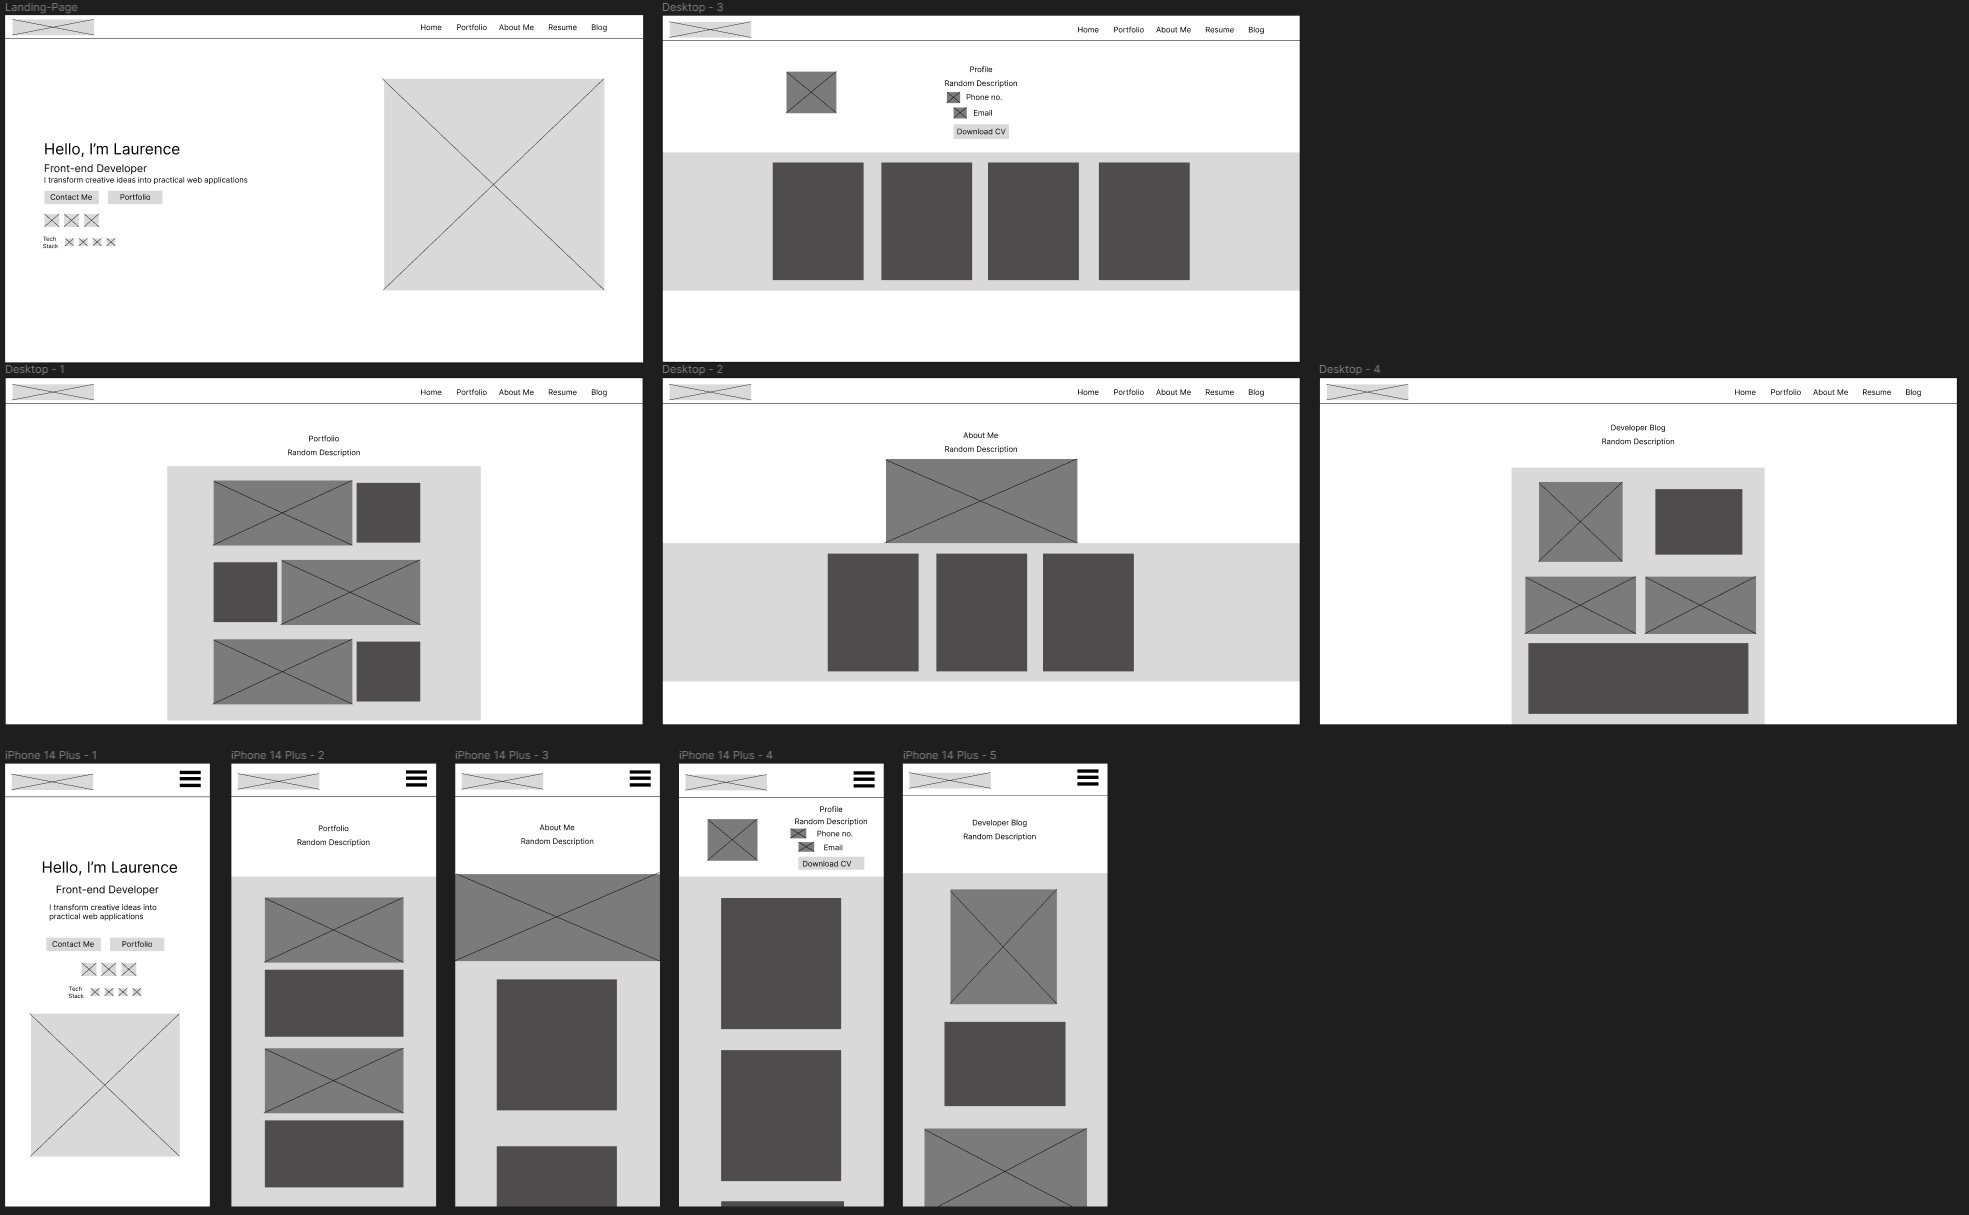 Landing-Page
Home Portfolio About Me Resume Blog
Hello, I'm Laurence
Front-end Developer
I transform creative ideas into practical web applications
Contact Me Portfolio
Tech
Stack
Desktop - 3
Home Portfolio About Me Resume Blog
Profile
Random Description
Phone no.
Email
Download CV
Desktop - 1
Home Portfolio About Me Resume Blog
Portfolio
Random Description
Desktop - 2
Home Portfolio About Me Resume Blog
About Me
Random Description
Desktop - 4
Home Portfolio About Me Resume Blog
Developer Blog
Random Description
iPhone 14 Plus - 1
Hello, I'm Laurence
Front-end Developer
I transform creative ideas into
practical web applications
Contact Me Portfolio
Tech
Stack
iPhone 14 Plus - 2
Portfolio
Random Description
iPhone 14 Plus - 3
About Me
Random Description
iPhone 14 Plus - 4
Profile
Random Description
Phone no.
Email
Download CV
iPhone 14 Plus - 5
Developer Blog
Random Description